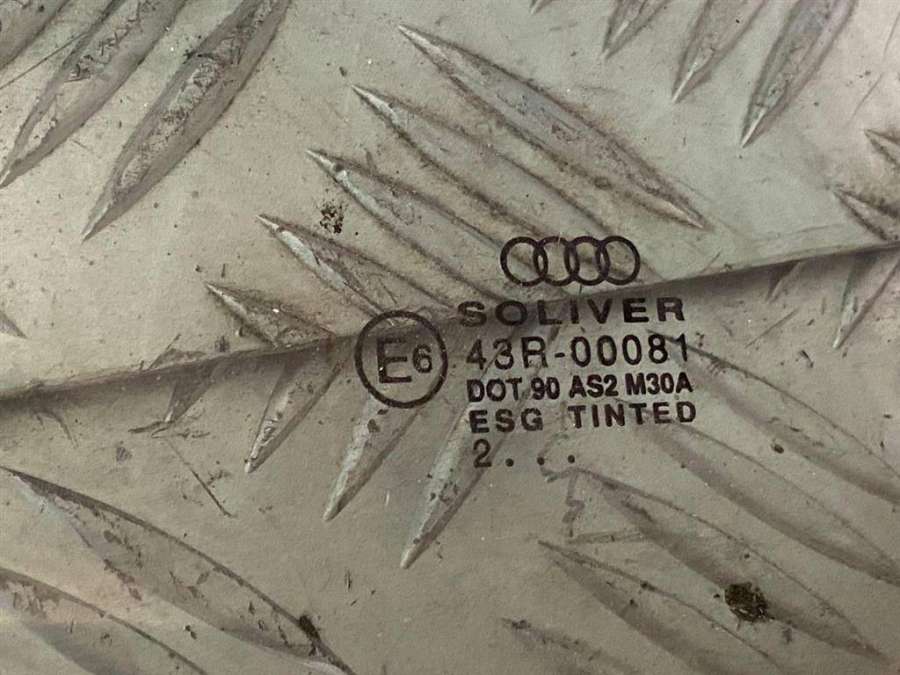 SOLIVER
E6 43R-00081
DOT 90 AS2 M30A
ESG TINTED
2...